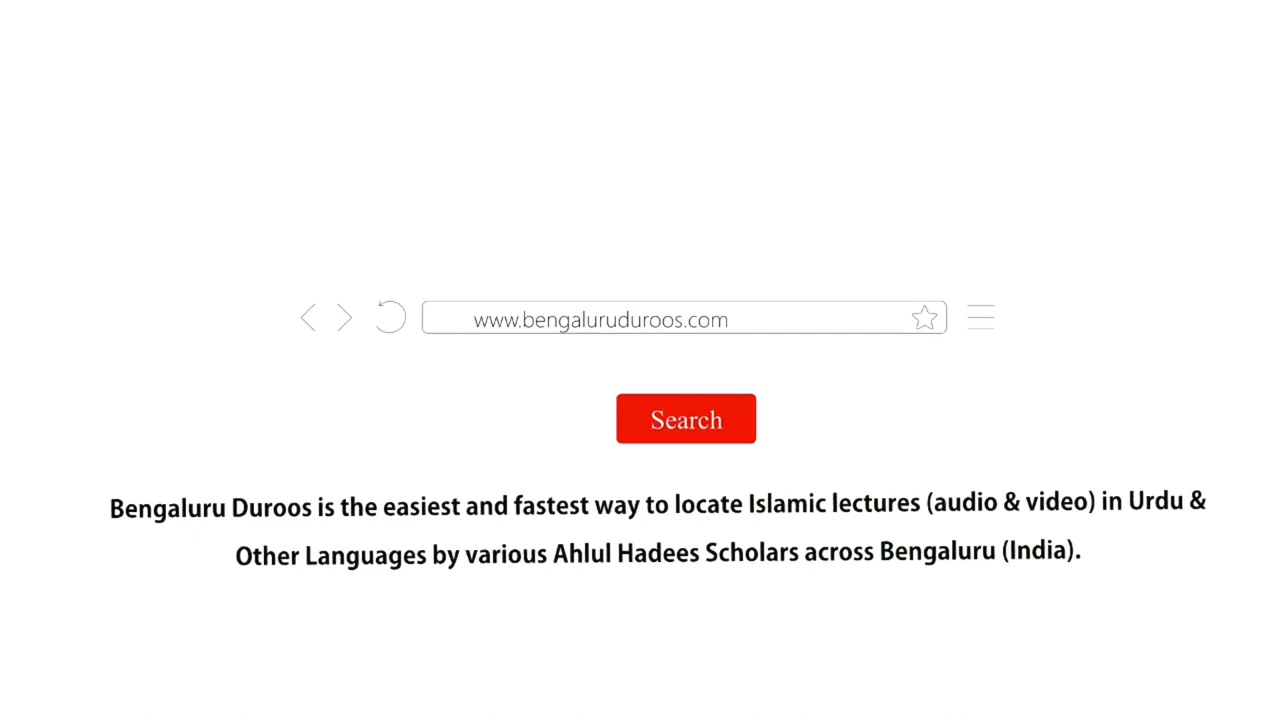 www.bengaluruduroos.com
Search
Bengaluru Duroos is the easiest and fastest way to locate Islamic lectures (audio & video) in Urdu &
Other Languages by various Ahlul Hadees Scholars across Bengaluru (India).